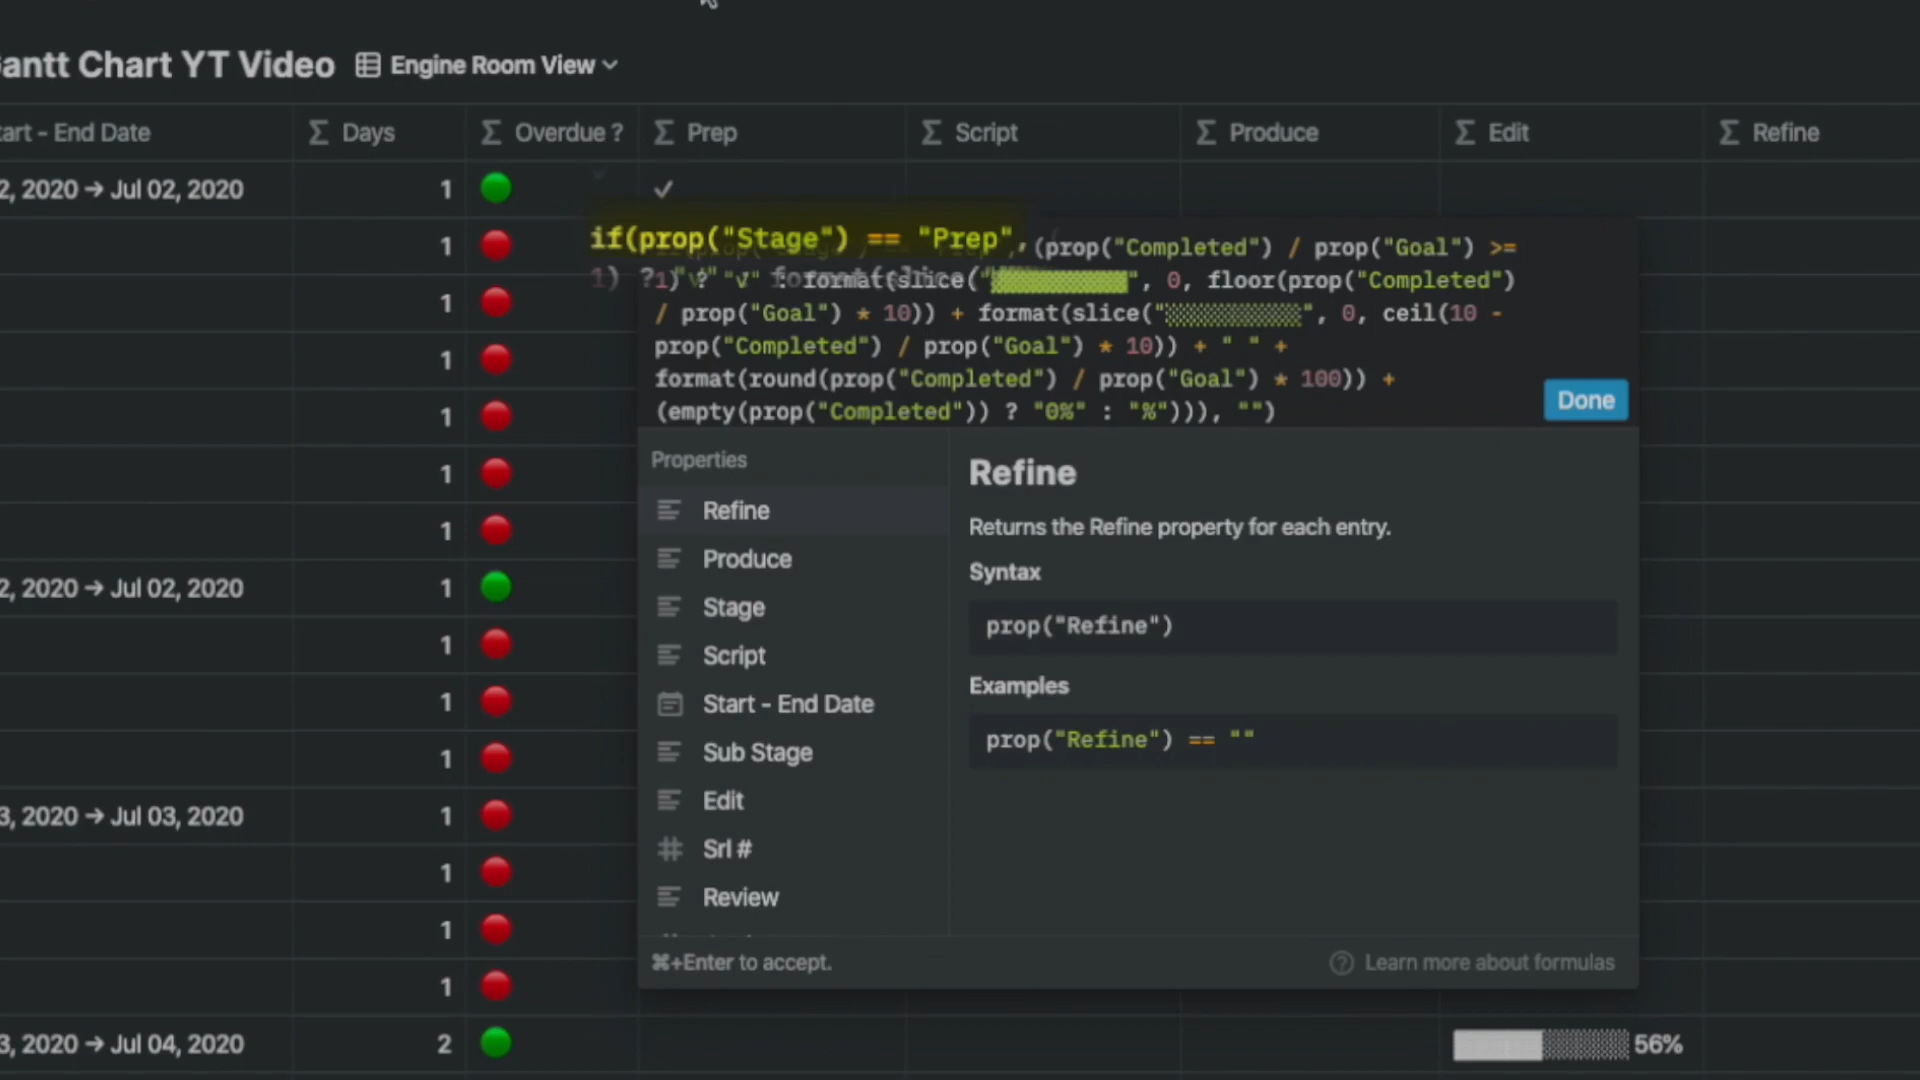 antt Chart YT Video Engine Room View
art - End Date Days Overdue ? Prep Script Produce Edit Refine
2, 2020 → Jul 02, 2020 1 ✓
if(prop("Stage") == "Prep", (prop("Completed") / prop("Goal") >=
1 1) ? "√" : format(slice("▓▓▓▓▓▓▓▓▓▓", 0, floor(prop("Completed")
1 / prop("Goal") * 10)) + format(slice("░░░░░░░░░░", 0, ceil(10 -
1 prop("Completed") / prop("Goal") * 10)) + " " +
format(round(prop("Completed") / prop("Goal") * 100)) +
1 (empty(prop("Completed")) ? "0%" : "%"))), "")
Done
Properties
Refine
Returns the Refine property for each entry.
Syntax
prop("Refine")
Examples
prop("Refine") == ""
1 Refine
1 Produce
2, 2020 → Jul 02, 2020 1 Stage
1 Script
1 Start - End Date
1 Sub Stage
3, 2020 → Jul 03, 2020 1 Edit
1 Srl #
1 Review
1 ⌘+Enter to accept. Learn more about formulas
3, 2020 → Jul 04, 2020 2 56%